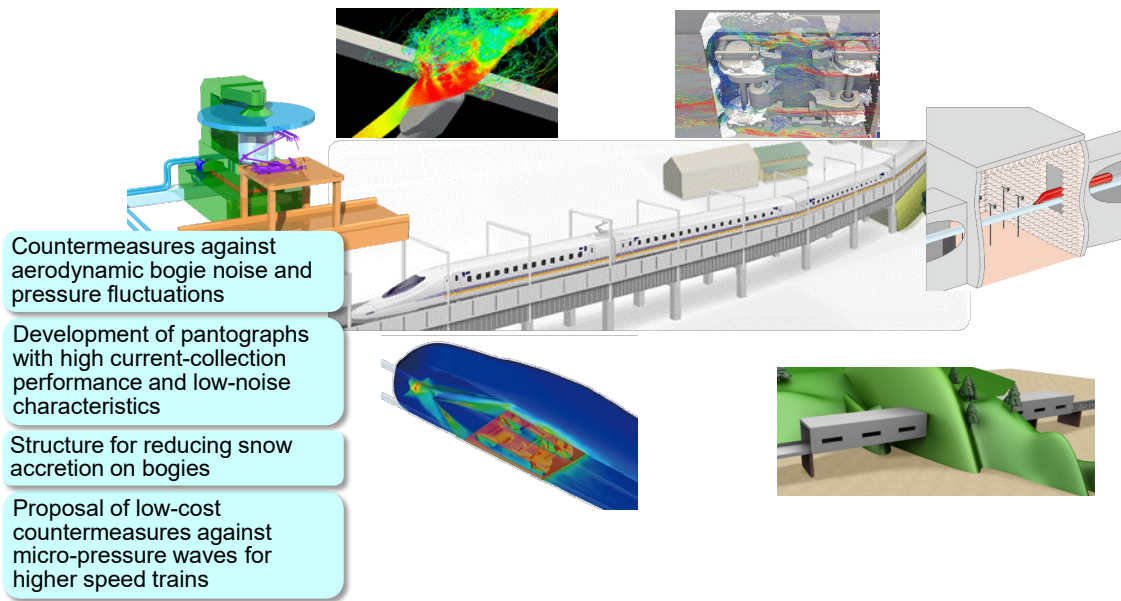 Countermeasures against
aerodynamic bogie noise and
pressure fluctuations
Development of pantographs
with high current-collection
performance and low-noise
characteristics
Structure for reducing snow
accretion on bogies
Proposal of low-cost
countermeasures against
micro-pressure waves for
higher speed trains